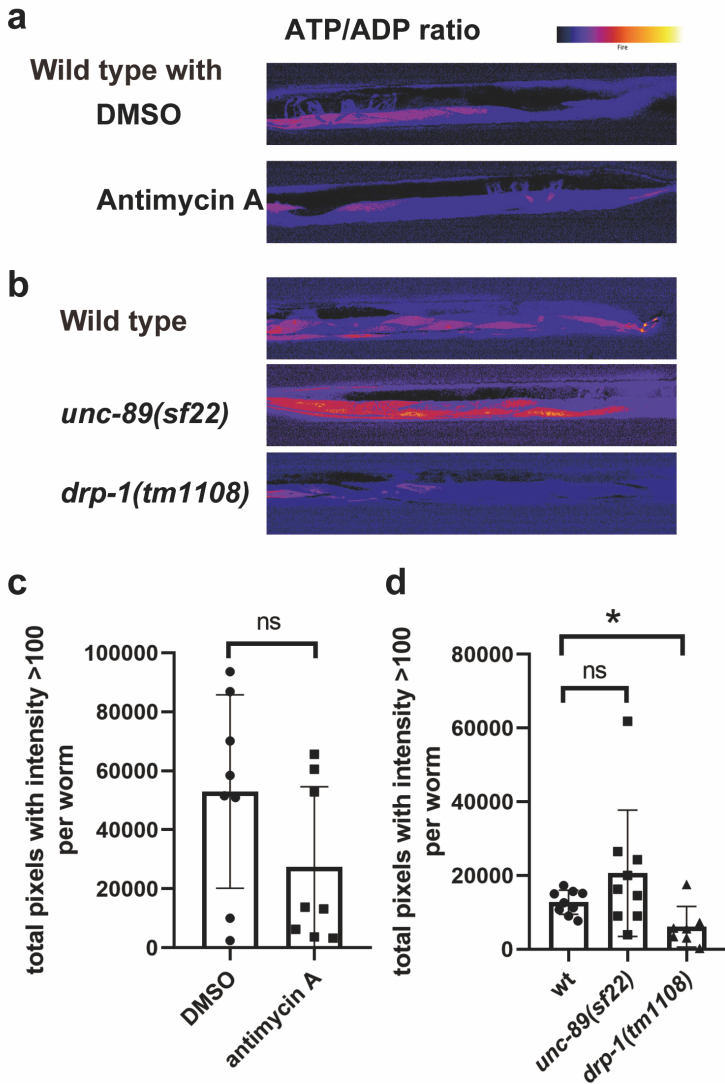 a
ATP/ADP ratio
Fire
Wild type with
DMSO
Antimycin A
b
Wild type
unc-89(sf22)
drp-1(tm1108)
c
total pixels with intensity >100
per worm
100000
80000
60000
40000
20000
0
ns
DMSO
antimycin A
d
total pixels with intensity >100
per worm
80000
60000
40000
20000
0
*
ns
wt
unc-89(sf22)
drp-1(tm1108)